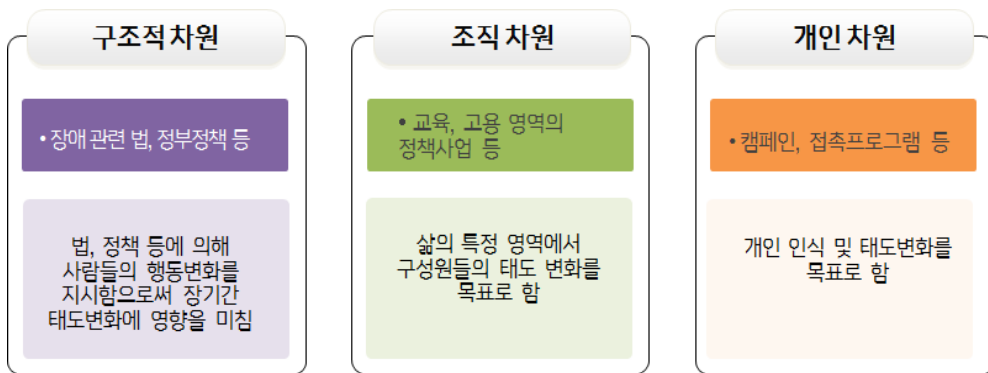 구조적 차원
• 장애 관련 법, 정부정책 등
법, 정책 등에 의해
사람들의 행동변화를
지시함으로써 장기간
태도변화에 영향을 미침
조직 차원
• 교육, 고용 영역의
정책사업 등
삶의 특정 영역에서
구성원들의 태도 변화를
목표로 함
개인 차원
• 캠페인, 접촉프로그램 등
개인 인식 및 태도변화를
목표로 함